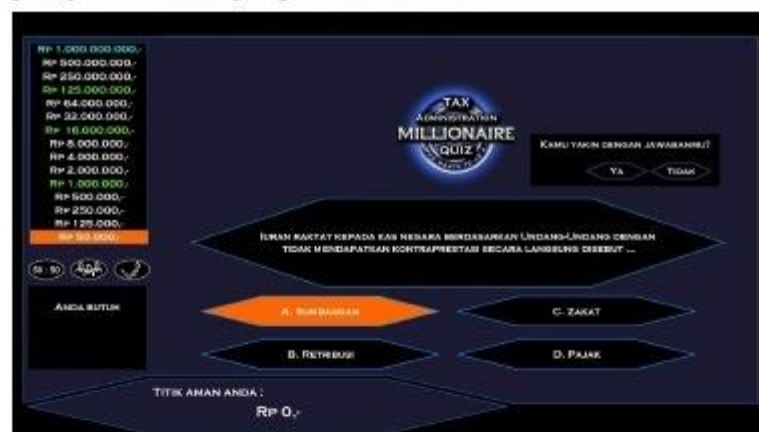 Rp 1.000.000.000,-
Rp 500.000.000,-
Rp 250.000.000,-
Rp 125.000.000,-
Rp 64.000.000,-
Rp 32.000.000,-
Rp 16.000.000,-
Rp 8.000.000,-
Rp 4.000.000,-
Rp 2.000.000,-
Rp 1.000.000,-
Rp 500.000,-
Rp 250.000,-
Rp 125.000,-
Rp 50.000,-
50 : 50
Anda butuh
TAX
Administration
MILLIONAIRE
QUIZ
Kamu yakin dengan jawabanmu?
Ya
Tidak
Iuran rakyat kepada kas negara berdasarkan Undang-Undang dengan
tidak mendapatkan kontraprestasi secara langsung disebut ...
A. Sumbangan
C. Zakat
B. Retribusi
D. Pajak
Titik aman anda :
Rp 0,-